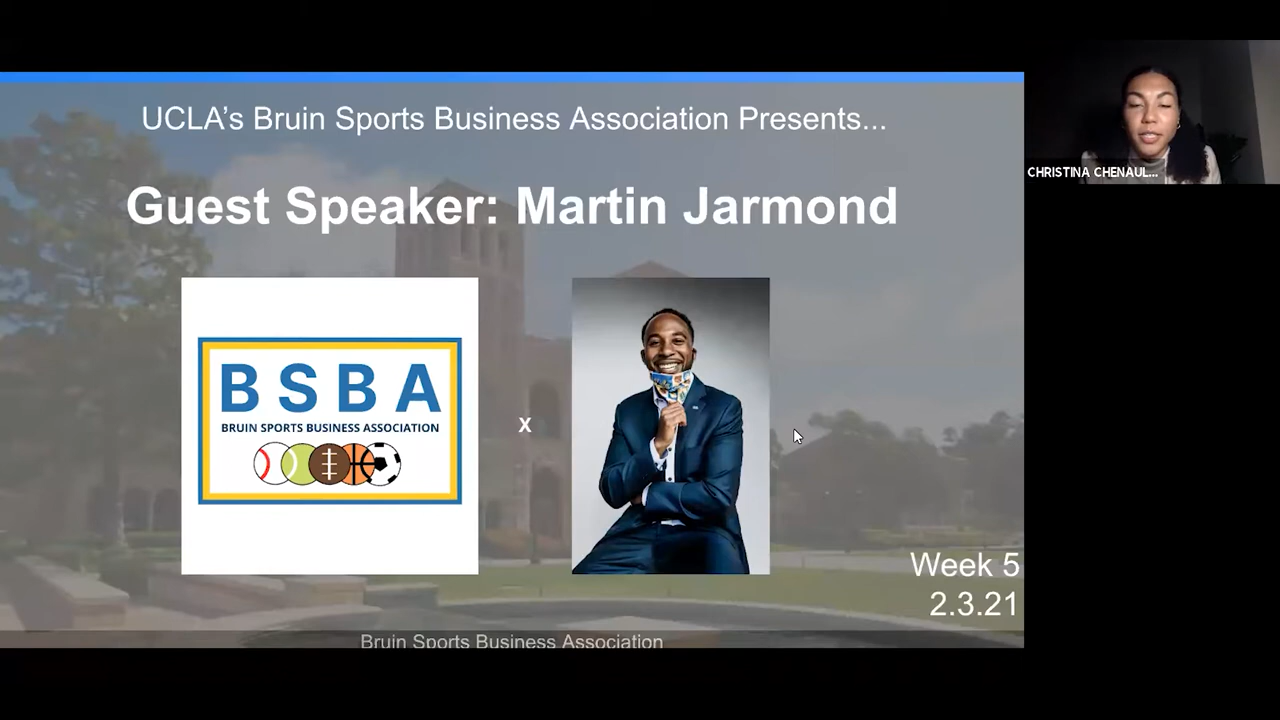 UCLA's Bruin Sports Business Association Presents...
Guest Speaker: Martin Jarmond
BSBA
BRUIN SPORTS BUSINESS ASSOCIATION
x
Week 5
2.3.21
Bruin Sports Business Association
CHRISTINA CHENAUL...